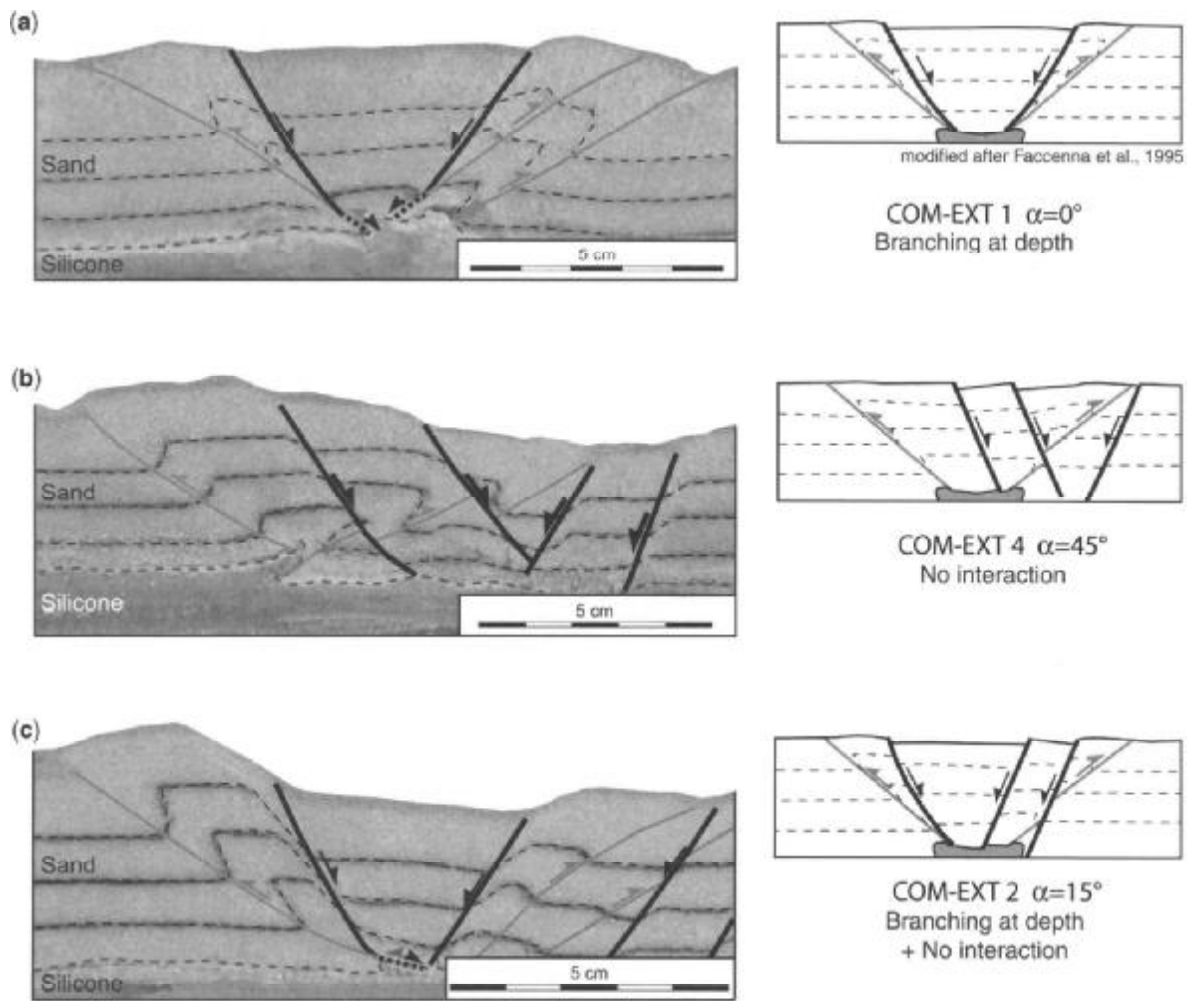 (a)
Sand
Silicone
5 cm
modified after Faccenna et al., 1995
COM-EXT 1 α=0°
Branching at depth
(b)
Sand
Silicone
5 cm
COM-EXT 4 α=45°
No interaction
(c)
Sand
Silicone
5 cm
COM-EXT 2 α=15°
Branching at depth
+ No interaction